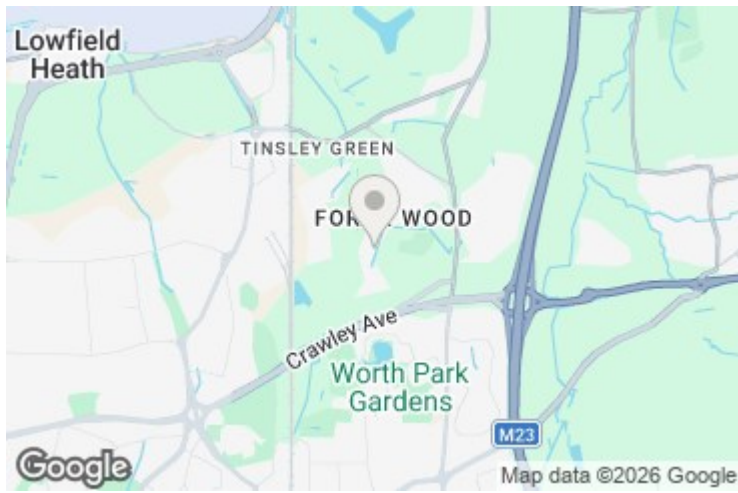 Lowfield
Heath
TINSLEY GREEN
WOOD
Crawley Ave
Worth Park
Gardens
M23
Google
Map data ©2026 Google